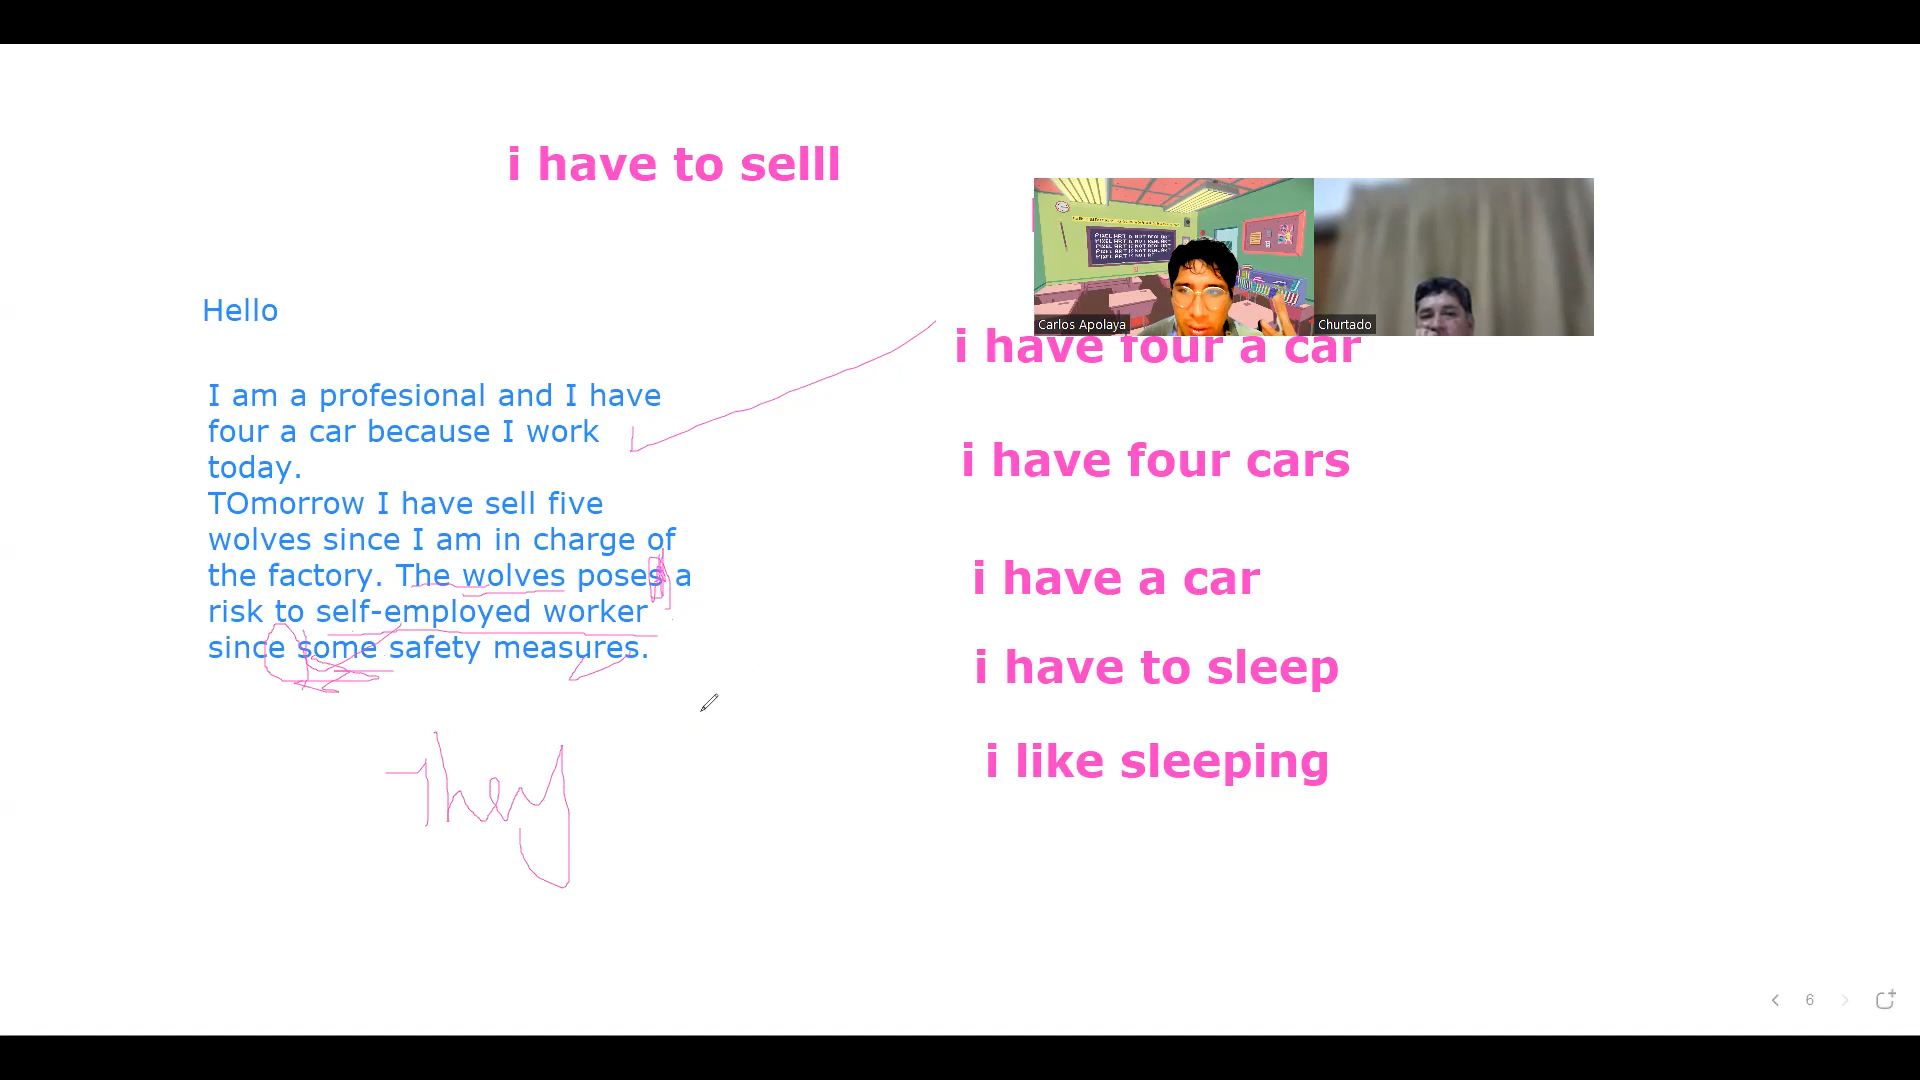 i have to selll
Hello
I am a profesional and I have
four a car because I work
today.
TOmorrow I have sell five
wolves since I am in charge of
the factory. The wolves poses a
risk to self-employed worker
since some safety measures.
They
Carlos Apolaya
Churtado
i have four a car
i have four cars
i have a car
i have to sleep
i like sleeping
6